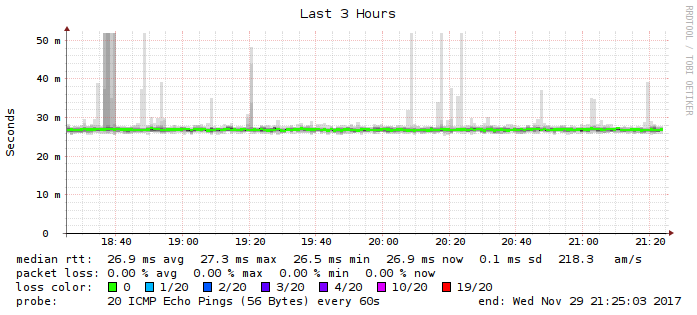 Last 3 Hours
RRDTOOL / TOBI OETIKER
Seconds
50 m
40 m
30 m
20 m
10 m
0
18:40 19:00 19:20 19:40 20:00 20:20 20:40 21:00 21:20
median rtt: 26.9 ms avg 27.3 ms max 26.5 ms min 26.9 ms now 0.1 ms sd 218.3 am/s
packet loss: 0.00 % avg 0.00 % max 0.00 % min 0.00 % now
loss color: 0 1/20 2/20 3/20 4/20 10/20 19/20
probe: 20 ICMP Echo Pings (56 Bytes) every 60s end: Wed Nov 29 21:25:03 2017